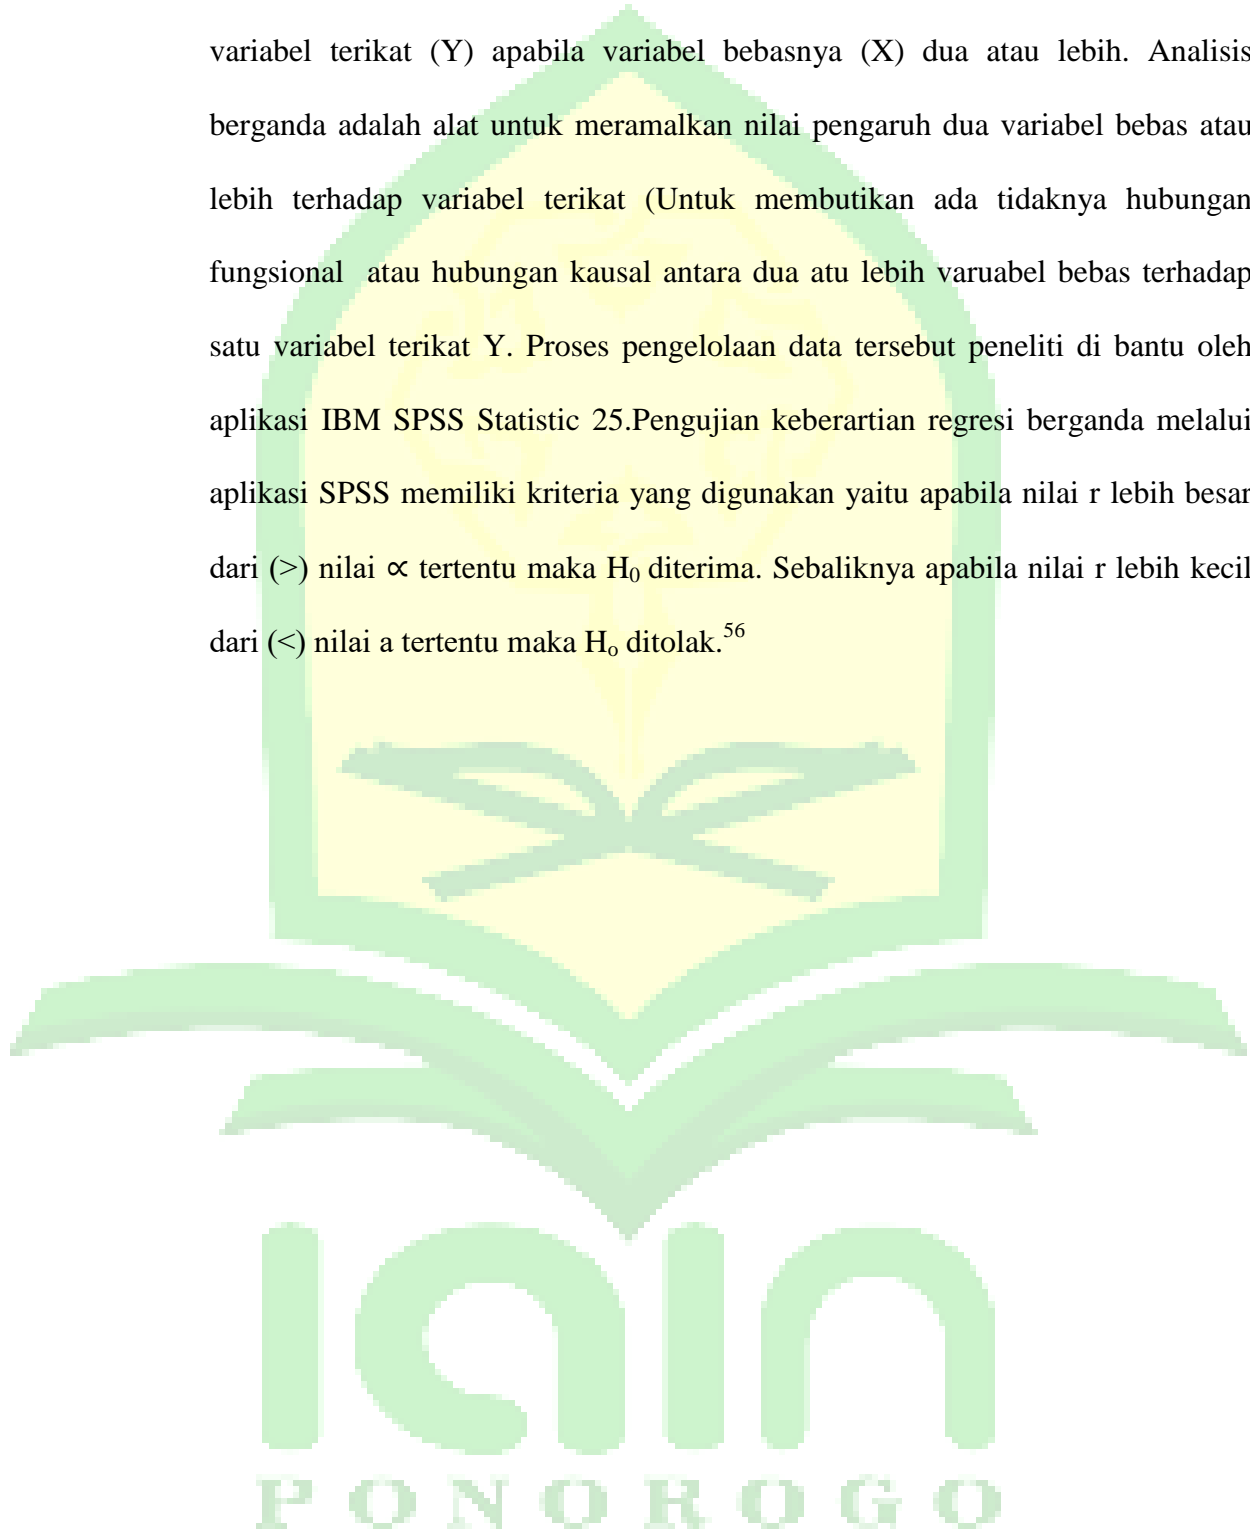 variabel terikat (Y) apabila variabel bebasnya (X) dua atau lebih. Analisis
berganda adalah alat untuk meramalkan nilai pengaruh dua variabel bebas atau
lebih terhadap variabel terikat (Untuk membutikan ada tidaknya hubungan
fungsional atau hubungan kausal antara dua atu lebih varuabel bebas terhadap
satu variabel terikat Y. Proses pengelolaan data tersebut peneliti di bantu oleh
aplikasi IBM SPSS Statistic 25.Pengujian keberartian regresi berganda melalui
aplikasi SPSS memiliki kriteria yang digunakan yaitu apabila nilai r lebih besar
dari (>) nilai ∝ tertentu maka H₀ diterima. Sebaliknya apabila nilai r lebih kecil
dari (<) nilai a tertentu maka Hₒ ditolak.⁵⁶
iain
PONOROGO